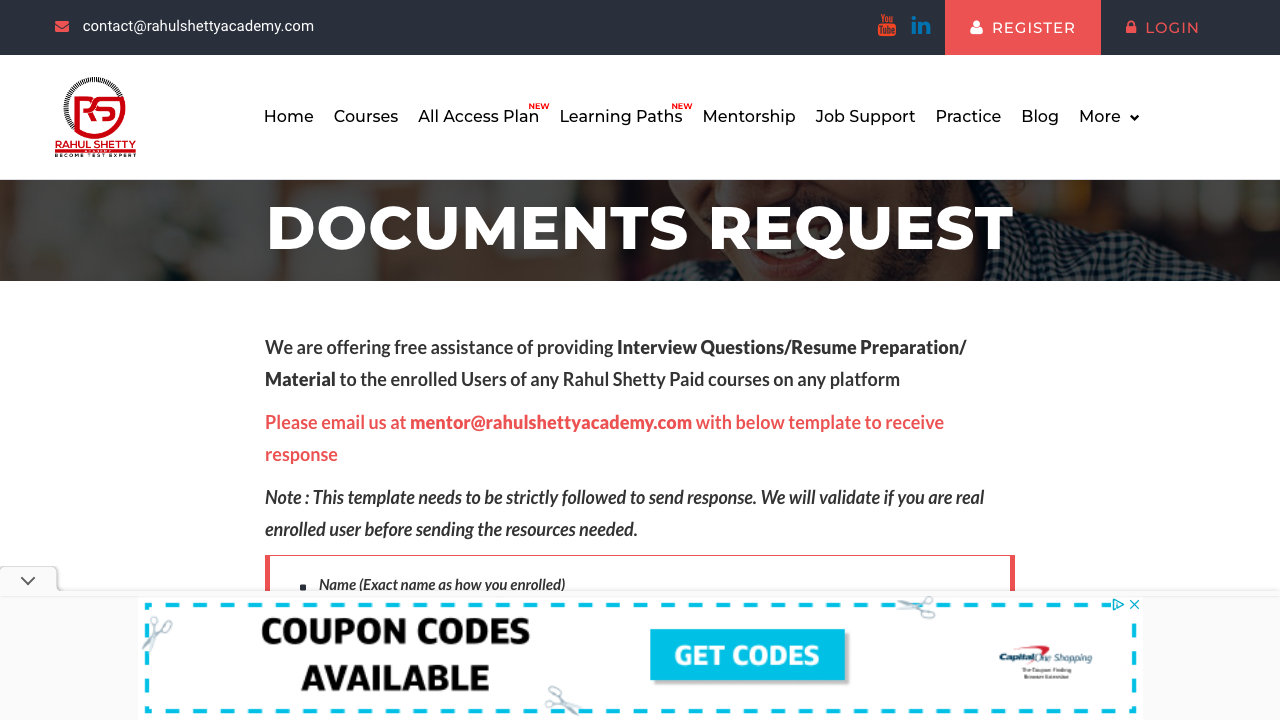 contact@rahulshettyacademy.com
You
Tube
in
REGISTER
LOGIN
RS
RAHUL SHETTY
ACADEMY
BECOME TEST EXPERT
Home
Courses
All Access Plan
NEW
Learning Paths
NEW
Mentorship
Job Support
Practice
Blog
More
DOCUMENTS REQUEST
We are offering free assistance of providing Interview Questions/Resume Preparation/
Material to the enrolled Users of any Rahul Shetty Paid courses on any platform
Please email us at mentor@rahulshettyacademy.com with below template to receive
response
Note : This template needs to be strictly followed to send response. We will validate if you are real
enrolled user before sending the resources needed.
Name (Exact name as how you enrolled)
COUPON CODES
AVAILABLE
GET CODES
Capital One Shopping
The Coupon Finding
Browser Extension